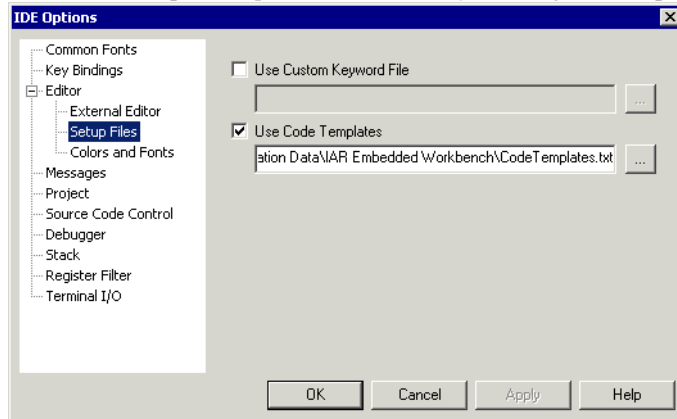 IDE Options
Common Fonts
Key Bindings
Editor
External Editor
Setup Files
Colors and Fonts
Messages
Project
Source Code Control
Debugger
Stack
Register Filter
Terminal I/O
Use Custom Keyword File
...
Use Code Templates
ation Data\IAR Embedded Workbench\CodeTemplates.txt
...
OK Cancel Apply Help